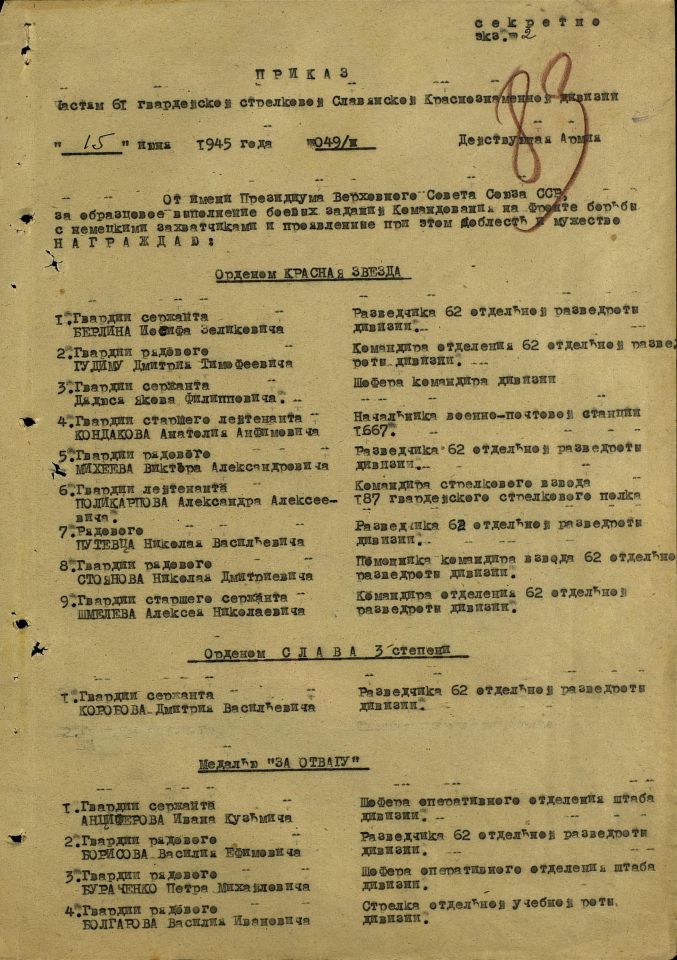 секретно
экз.№ 2
83
ПРИКАЗ
Частям 61 гвардейской стрелковой Славянской Краснознаменной дивизии
" 15 " июня 1945 года №049/н Действующая Армия
От имени Президиума Верховного Совета Союза ССР,
за образцовое выполнение боевых заданий Командования на фронте борьбы
с немецкими захватчиками и проявленные при этом доблесть и мужество
НАГРАЖДАЮ:
Орденом КРАСНАЯ ЗВЕЗДА
1. Гвардии сержанта Разведчика 62 отдельной разведроты
БЕРЛИНА Иосифа Зеликовича дивизии.
2. Гвардии рядового Командира отделения 62 отдельной развед
ГУДИМУ Дмитрия Тимофеевича роты дивизии.
3. Гвардии сержанта Шофера командира дивизии
Дядюся Якова Филипповича.
4. Гвардии старшего лейтенанта Начальника военно-почтовой станции
КОНДАКОВА Анатолия Анфимовича 1667.
5. Гвардии рядового Разведчика 62 отдельной разведроты
МИХЕЕВА Виктора Александровича дивизии.
6. Гвардии лейтенанта Командира стрелкового взвода
ПОЛИКАРПОВА Александра Алексее- 187 гвардейского стрелкового полка
вича.
7. Рядового Разведчика 62 отдельной разведроты
ПУТЕВЦА Николая Васильевича дивизии.
8. Гвардии рядового Помощника командира взвода 62 отдельной
СТОЯНОВА Николая Дмитриевича разведроты дивизии.
9. Гвардии старшего сержанта Командира отделения 62 отдельной
ШМЕЛЕВА Алексея Николаевича разведроты дивизии.
Орденом СЛАВА 3 степени
1. Гвардии сержанта Разведчика 62 отдельной разведроты
КОРОБОВА Дмитрия Васильевича дивизии.
Медалью "ЗА ОТВАГУ"
1. Гвардии сержанта Шофера оперативного отделения штаба
АНЦИФЕРОВА Ивана Кузьмича дивизии.
2. Гвардии рядового Разведчика 62 отдельной разведроты
БОРИСОВА Василия Ефимовича дивизии.
3. Гвардии рядового Шофера оперативного отделения штаба
БУРАЧЕНКО Петра Михайловича дивизии.
4. Гвардии рядового Стрелка отдельной учебной роты
БОЛГАРОВА Василия Ивановича дивизии.